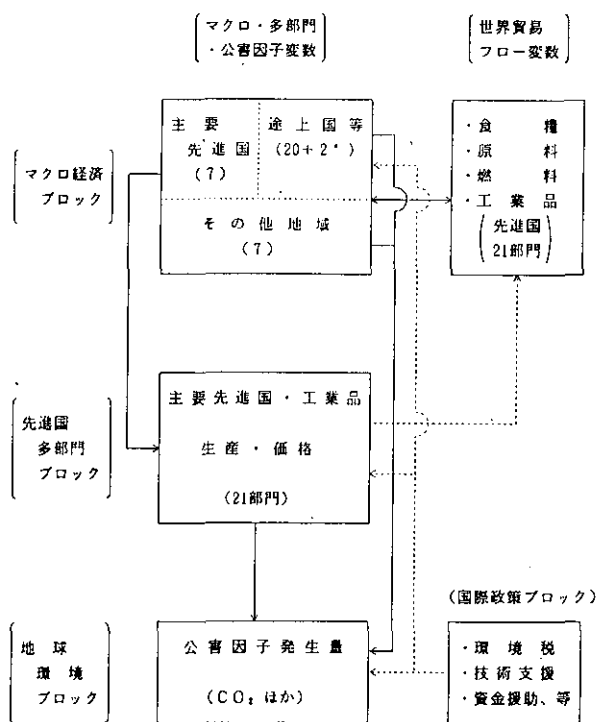 マクロ・多部門
・公害因子変数
世界貿易
フロー変数
主要
先進国
(7)
途上国等
(20+2*)
その他地域
(7)
・食糧
・原料
・燃料
・工業品
先進国
21部門
マクロ経済
ブロック
主要先進国・工業品
生産・価格
(21部門)
先進国
多部門
ブロック
(国際政策ブロック)
地球
環境
ブロック
公害因子発生量
(CO₂ほか)
・環境税
・技術支援
・資金援助、等